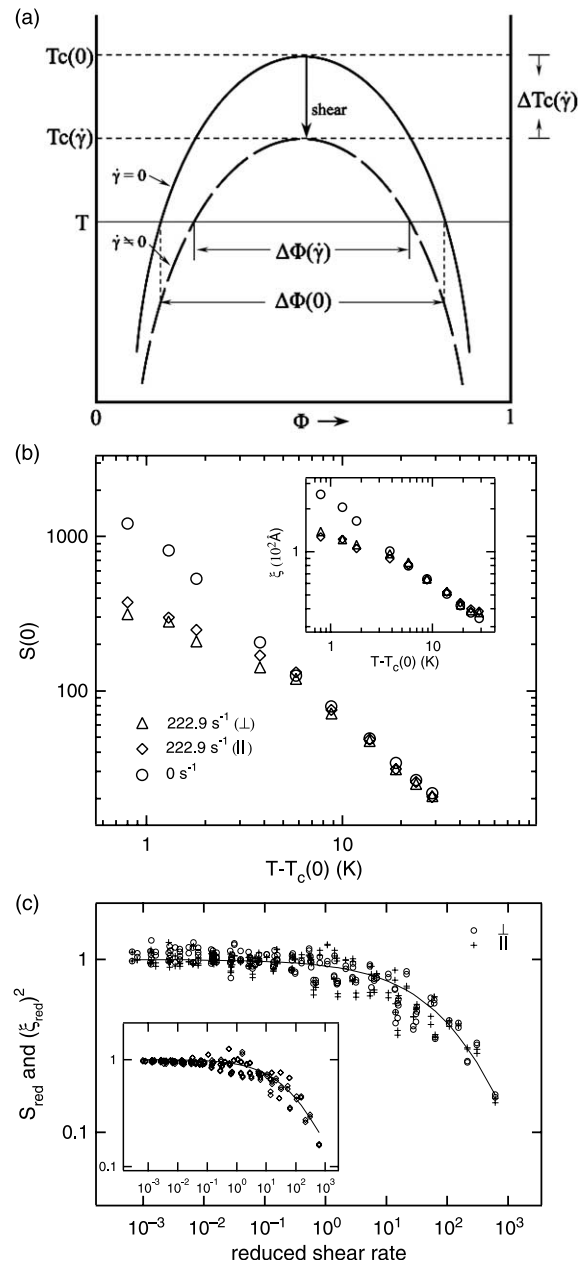 (a)
Tc(0)
shear
ΔTc(γ̇)
Tc(γ̇)
γ̇ = 0
T
γ̇ ≒ 0
ΔΦ(γ̇)
ΔΦ(0)
0
Φ →
1
(b)
1000
100
S(0)
ξ (10²Å)
1
1
10
T-Tc(0) (K)
△ 222.9 s⁻¹ (⊥)
◇ 222.9 s⁻¹ (||)
○ 0 s⁻¹
1
10
T-Tc(0) (K)
(c)
○ ⊥
+ ||
1
0.1
S_red and (ξ_red)²
1
0.1
10⁻³ 10⁻² 10⁻¹ 10⁰ 10¹ 10² 10³
10⁻³ 10⁻² 10⁻¹ 10⁰ 10¹ 10² 10³
reduced shear rate